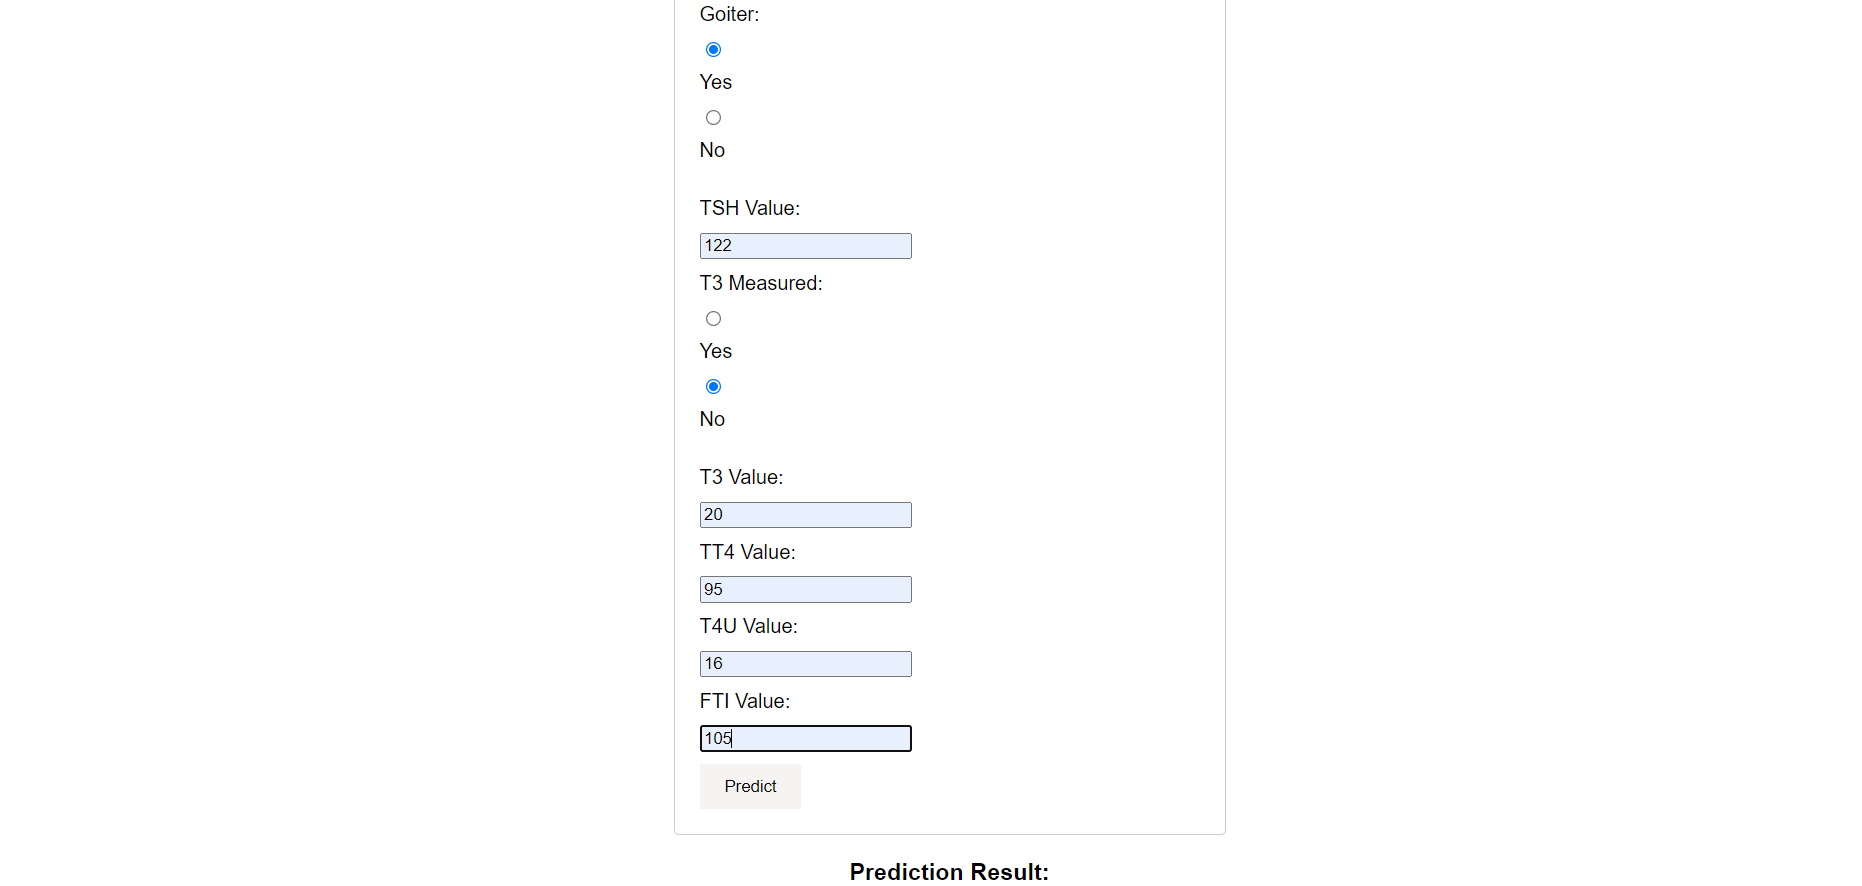 Goiter:
Yes
No
TSH Value:
122
T3 Measured:
Yes
No
T3 Value:
20
TT4 Value:
95
T4U Value:
16
FTI Value:
105
Predict
Prediction Result: